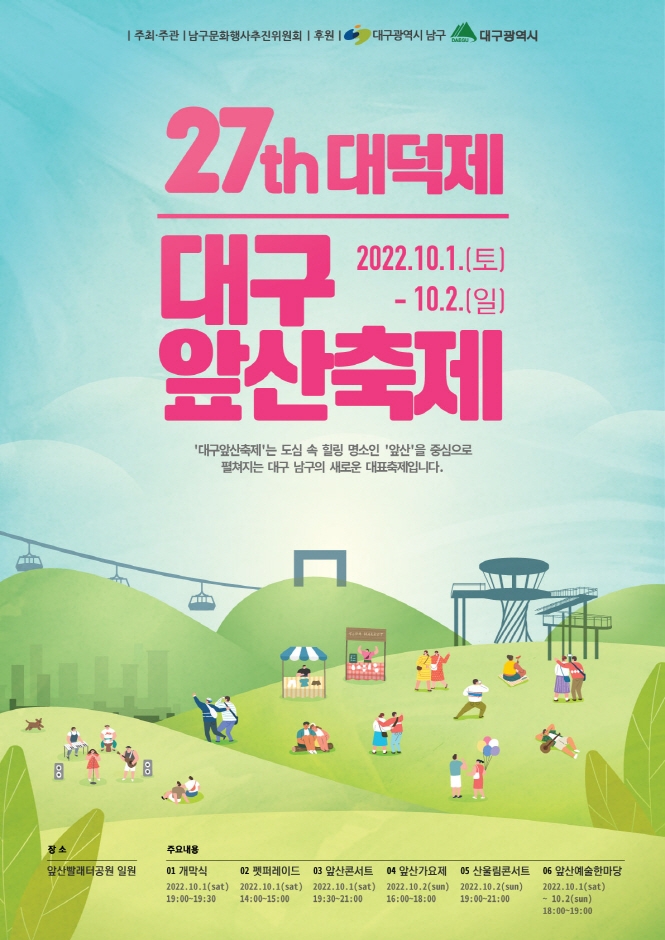 | 주최·주관 | 남구문화행사추진위원회 | 후원 | 대구광역시 남구 DAEGU 대구광역시
27th 대덕제
대구
2022.10.1.(토)
- 10.2.(일)
앞산축제
'대구앞산축제'는 도심 속 힐링 명소인 '앞산'을 중심으로
펼쳐지는 대구 남구의 새로운 대표축제입니다.
장 소
앞산빨래터공원 일원
주요내용
01 개막식
2022.10.1(sat)
19:00~19:30
02 펫퍼레이드
2022.10.1(sat)
14:00~15:00
03 앞산콘서트
2022.10.1(sat)
19:30~21:00
04 앞산가요제
2022.10.2(sun)
16:00~18:00
05 산울림콘서트
2022.10.2(sun)
19:00~21:00
06 앞산예술한마당
2022.10.1(sat)
~ 10.2(sun)
18:00~19:00